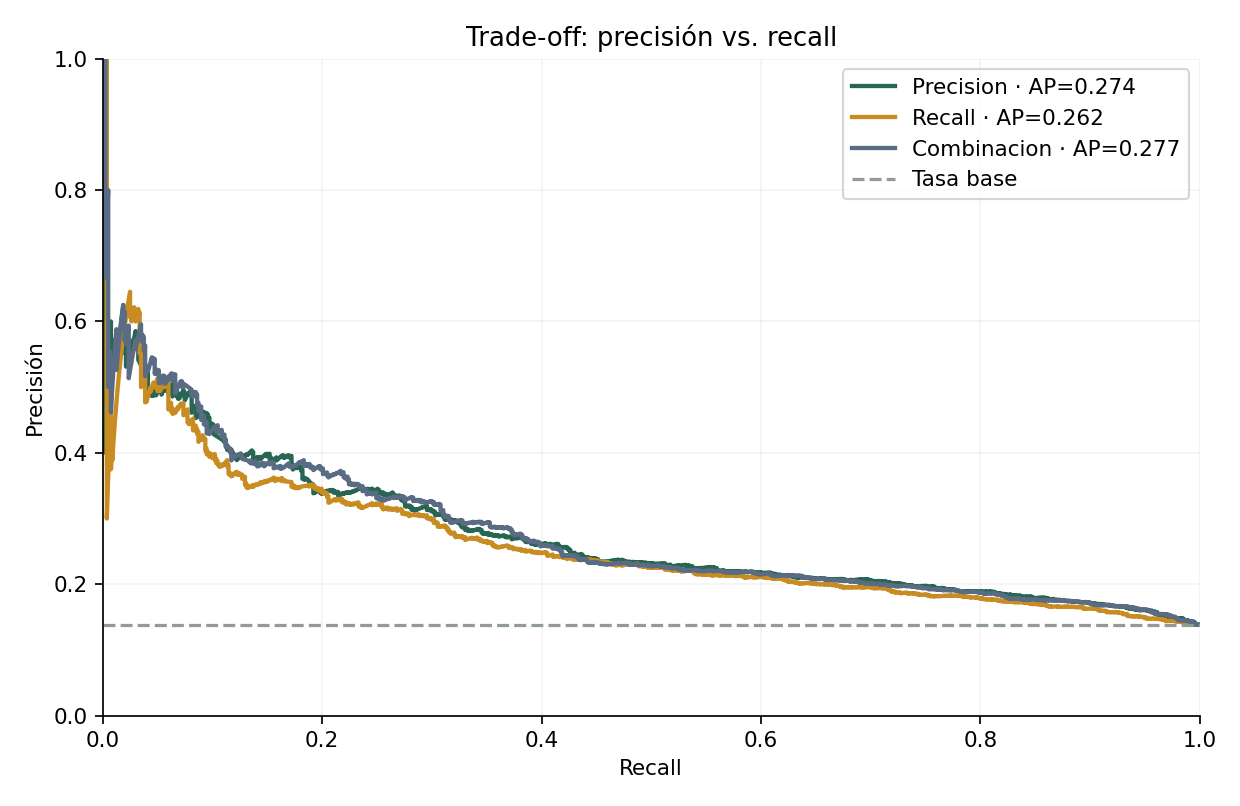 Trade-off: precisión vs. recall
Precision · AP=0.274
Recall · AP=0.262
Combinacion · AP=0.277
Tasa base
Precisión
1.0
0.8
0.6
0.4
0.2
0.0
0.0 0.2 0.4 0.6 0.8 1.0
Recall